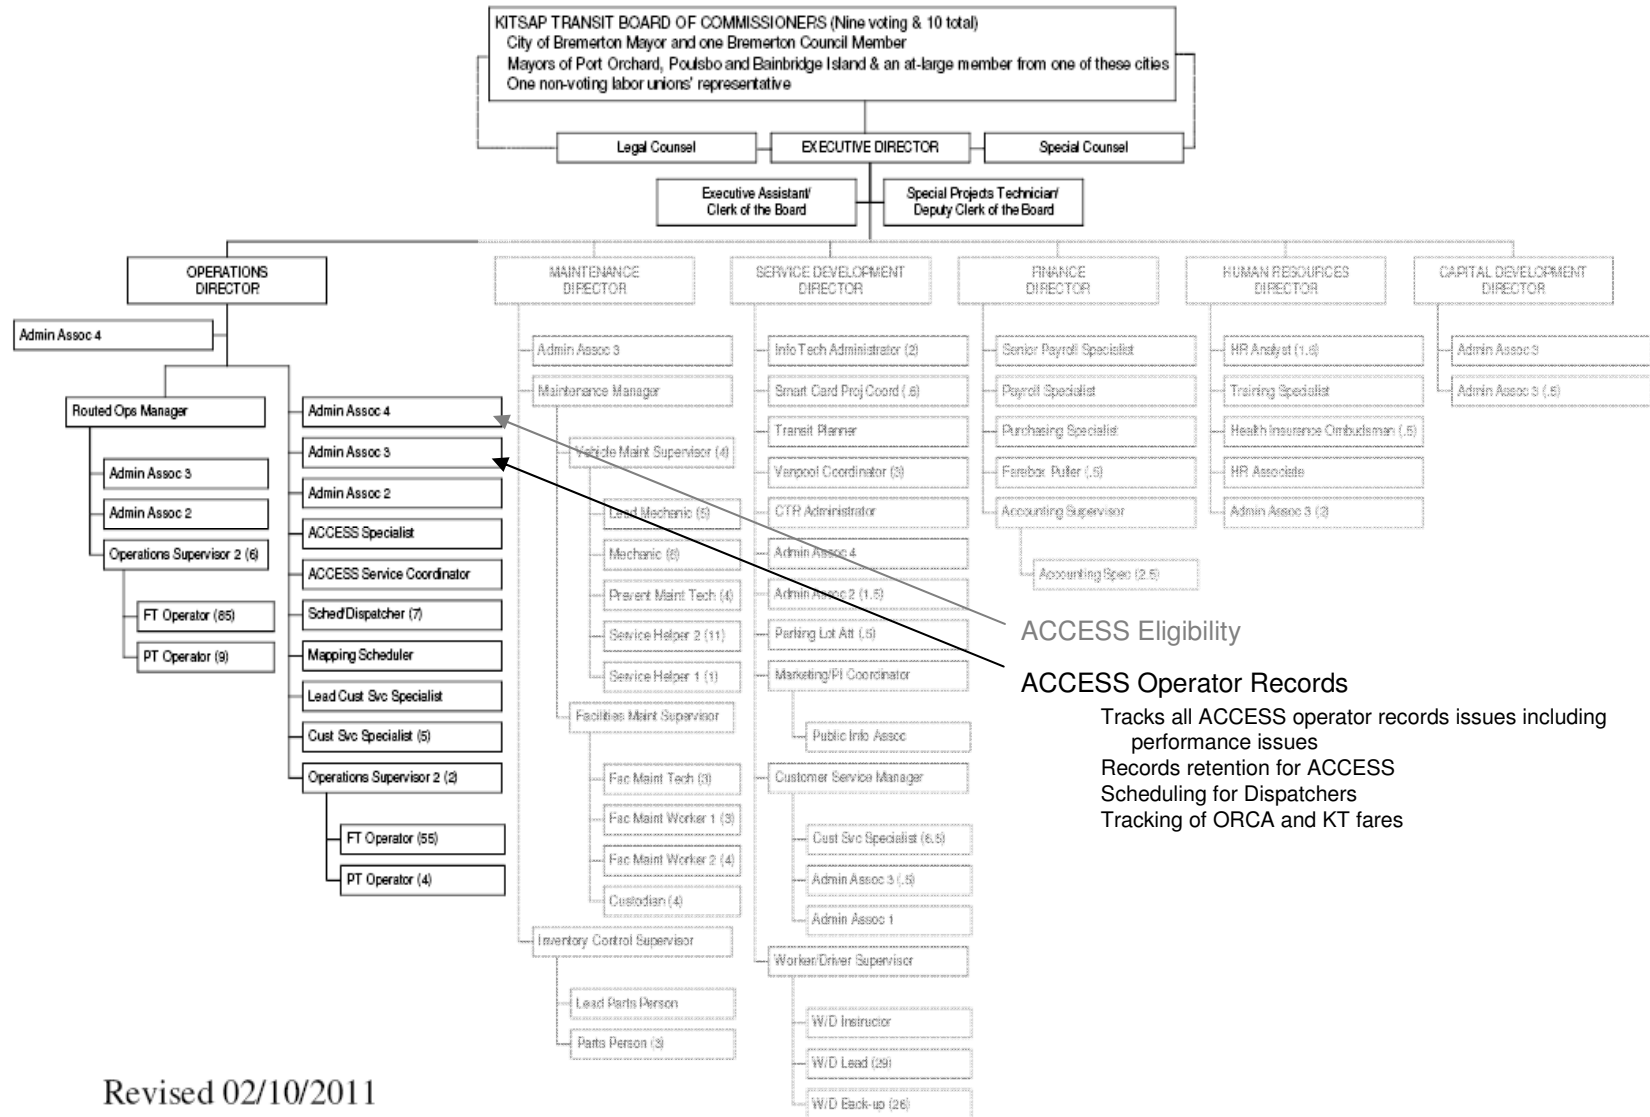 KITSAP TRANSIT BOARD OF COMMISSIONERS (Nine voting & 10 total)
City of Bremerton Mayor and one Bremerton Council Member
Mayors of Port Orchard, Poulsbo and Bainbridge Island & an at-large member from one of these cities
One non-voting labor unions' representative
Legal Counsel
EXECUTIVE DIRECTOR
Special Counsel
Executive Assistant/
Clerk of the Board
Special Projects Technician/
Deputy Clerk of the Board
OPERATIONS
DIRECTOR
Admin Assoc 4
Routed Ops Manager
Admin Assoc 3
Admin Assoc 2
Operations Supervisor 2 (6)
FT Operator (85)
PT Operator (9)
Admin Assoc 4
Admin Assoc 3
Admin Assoc 2
ACCESS Specialist
ACCESS Service Coordinator
Sched/Dispatcher (7)
Mapping Scheduler
Lead Cust Svc Specialist
Cust Svc Specialist (5)
Operations Supervisor 2 (2)
FT Operator (55)
PT Operator (4)
MAINTENANCE
DIRECTOR
Admin Assoc 3
Maintenance Manager
Vehicle Maint Supervisor (4)
Lead Mechanic (5)
Mechanic (8)
Prevent Maint Tech (4)
Service Helper 2 (11)
Service Helper 1 (1)
Facilities Maint Supervisor
Fac Maint Tech (3)
Fac Maint Worker 1 (3)
Fac Maint Worker 2 (4)
Custodian (4)
Inventory Control Supervisor
Lead Parts Person
Parts Person (3)
SERVICE DEVELOPMENT
DIRECTOR
Info Tech Administrator (2)
Smart Card Proj Coord (.6)
Transit Planner
Vanpool Coordinator (3)
CTR Administrator
Admin Assoc 4
Admin Assoc 2 (1.5)
Parking Lot Att (.5)
Marketing/PI Coordinator
Public Info Assoc
Customer Service Manager
Cust Svc Specialist (6.5)
Admin Assoc 3 (.5)
Admin Assoc 1
Worker/Driver Supervisor
W/D Instructor
W/D Lead (29)
W/D Back-up (26)
FINANCE
DIRECTOR
Senior Payroll Specialist
Payroll Specialist
Purchasing Specialist
Farebox Puller (.5)
Accounting Supervisor
Accounting Spec (2.5)
HUMAN RESOURCES
DIRECTOR
HR Analyst (1.6)
Training Specialist
Health Insurance Ombudsman (.5)
HR Associate
Admin Assoc 3 (2)
CAPITAL DEVELOPMENT
DIRECTOR
Admin Assoc 3
Admin Assoc 3 (.5)
ACCESS Eligibility
ACCESS Operator Records
Tracks all ACCESS operator records issues including
performance issues
Records retention for ACCESS
Scheduling for Dispatchers
Tracking of ORCA and KT fares
Revised 02/10/2011